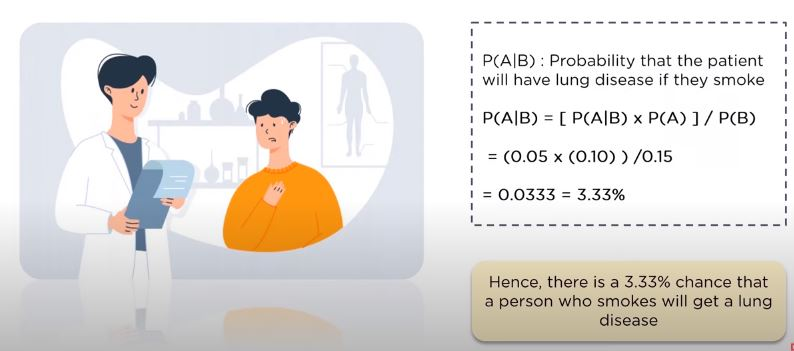 P(A|B) : Probability that the patient
will have lung disease if they smoke
P(A|B) = [ P(A|B) x P(A) ] / P(B)
= (0.05 x (0.10) ) /0.15
= 0.0333 = 3.33%
Hence, there is a 3.33% chance that
a person who smokes will get a lung
disease